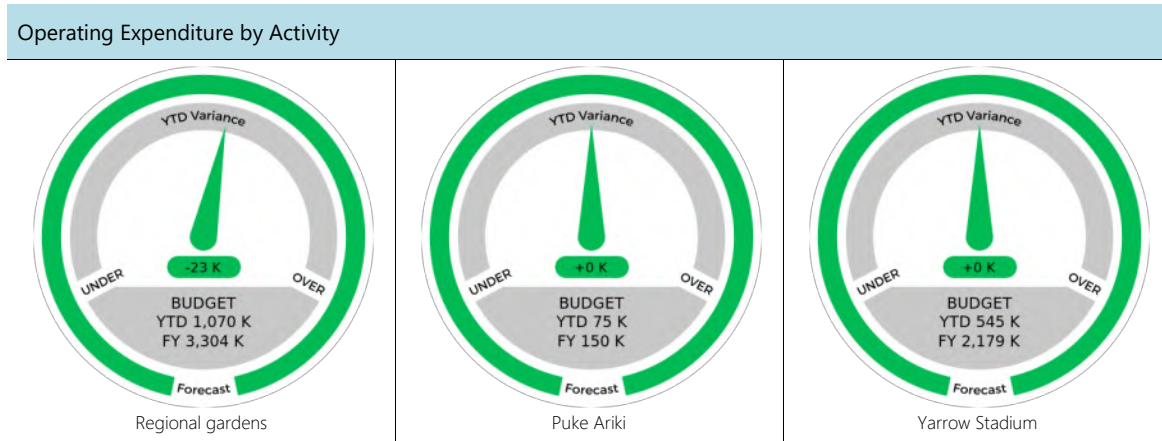 Operating Expenditure by Activity
YTD Variance
-23 K
UNDER
OVER
BUDGET
YTD 1,070 K
FY 3,304 K
Forecast
Regional gardens
YTD Variance
+0 K
UNDER
OVER
BUDGET
YTD 75 K
FY 150 K
Forecast
Puke Ariki
YTD Variance
+0 K
UNDER
OVER
BUDGET
YTD 545 K
FY 2,179 K
Forecast
Yarrow Stadium